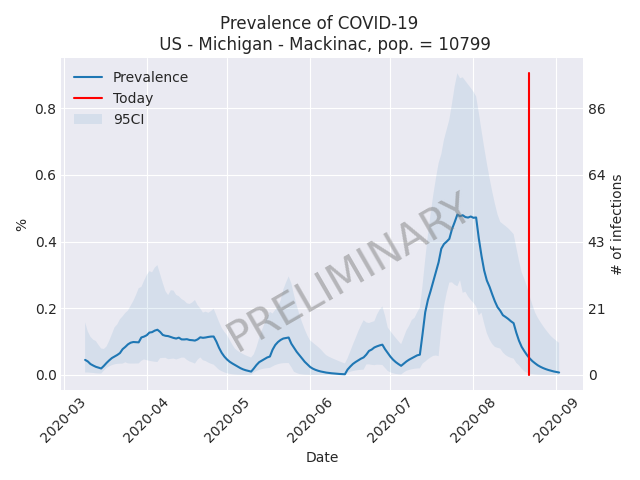 Prevalence of COVID-19
US - Michigan - Mackinac, pop. = 10799
Prevalence
Today
95CI
PRELIMINARY
%
0.8
0.6
0.4
0.2
0.0
# of infections
86
64
43
21
0
2020-03
2020-04
2020-05
2020-06
2020-07
2020-08
2020-09
Date